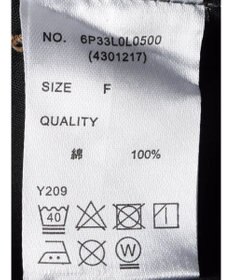 NO. 6P33L0L0500
(4301217)
SIZE F
QUALITY
綿 100%
Y209
40
W